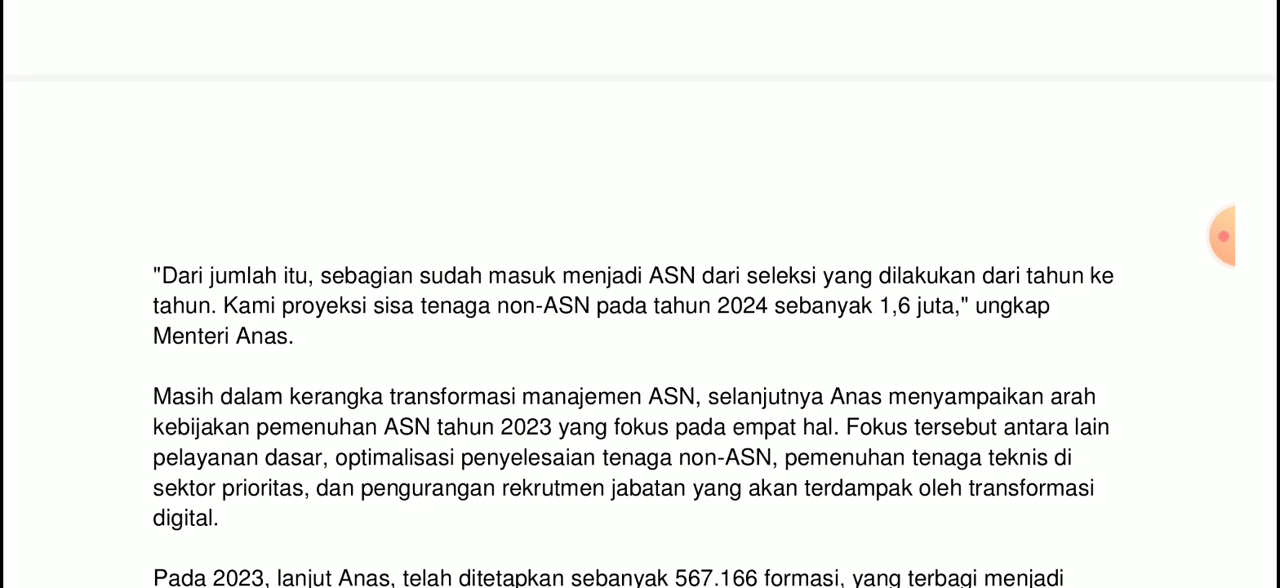 "Dari jumlah itu, sebagian sudah masuk menjadi ASN dari seleksi yang dilakukan dari tahun ke
tahun. Kami proyeksi sisa tenaga non-ASN pada tahun 2024 sebanyak 1,6 juta," ungkap
Menteri Anas.
Masih dalam kerangka transformasi manajemen ASN, selanjutnya Anas menyampaikan arah
kebijakan pemenuhan ASN tahun 2023 yang fokus pada empat hal. Fokus tersebut antara lain
pelayanan dasar, optimalisasi penyelesaian tenaga non-ASN, pemenuhan tenaga teknis di
sektor prioritas, dan pengurangan rekrutmen jabatan yang akan terdampak oleh transformasi
digital.
Pada 2023, lanjut Anas, telah ditetapkan sebanyak 567.166 formasi, yang terbagi menjadi